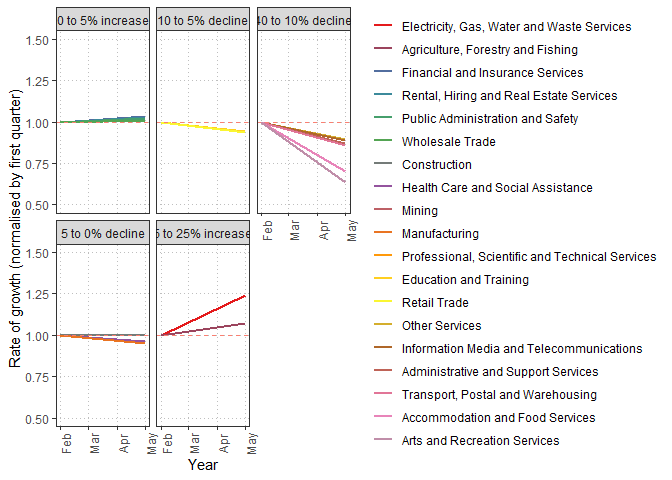 0 to 5% increase
10 to 5% decline
40 to 10% decline
1.50
1.25
1.00
0.75
0.50
5 to 0% decline
5 to 25% increase
1.50
1.25
1.00
0.75
0.50
Feb
Mar
Apr
May
Feb
Mar
Apr
May
Feb
Mar
Apr
May
Year
Rate of growth (normalised by first quarter)
Electricity, Gas, Water and Waste Services
Agriculture, Forestry and Fishing
Financial and Insurance Services
Rental, Hiring and Real Estate Services
Public Administration and Safety
Wholesale Trade
Construction
Health Care and Social Assistance
Mining
Manufacturing
Professional, Scientific and Technical Services
Education and Training
Retail Trade
Other Services
Information Media and Telecommunications
Administrative and Support Services
Transport, Postal and Warehousing
Accommodation and Food Services
Arts and Recreation Services